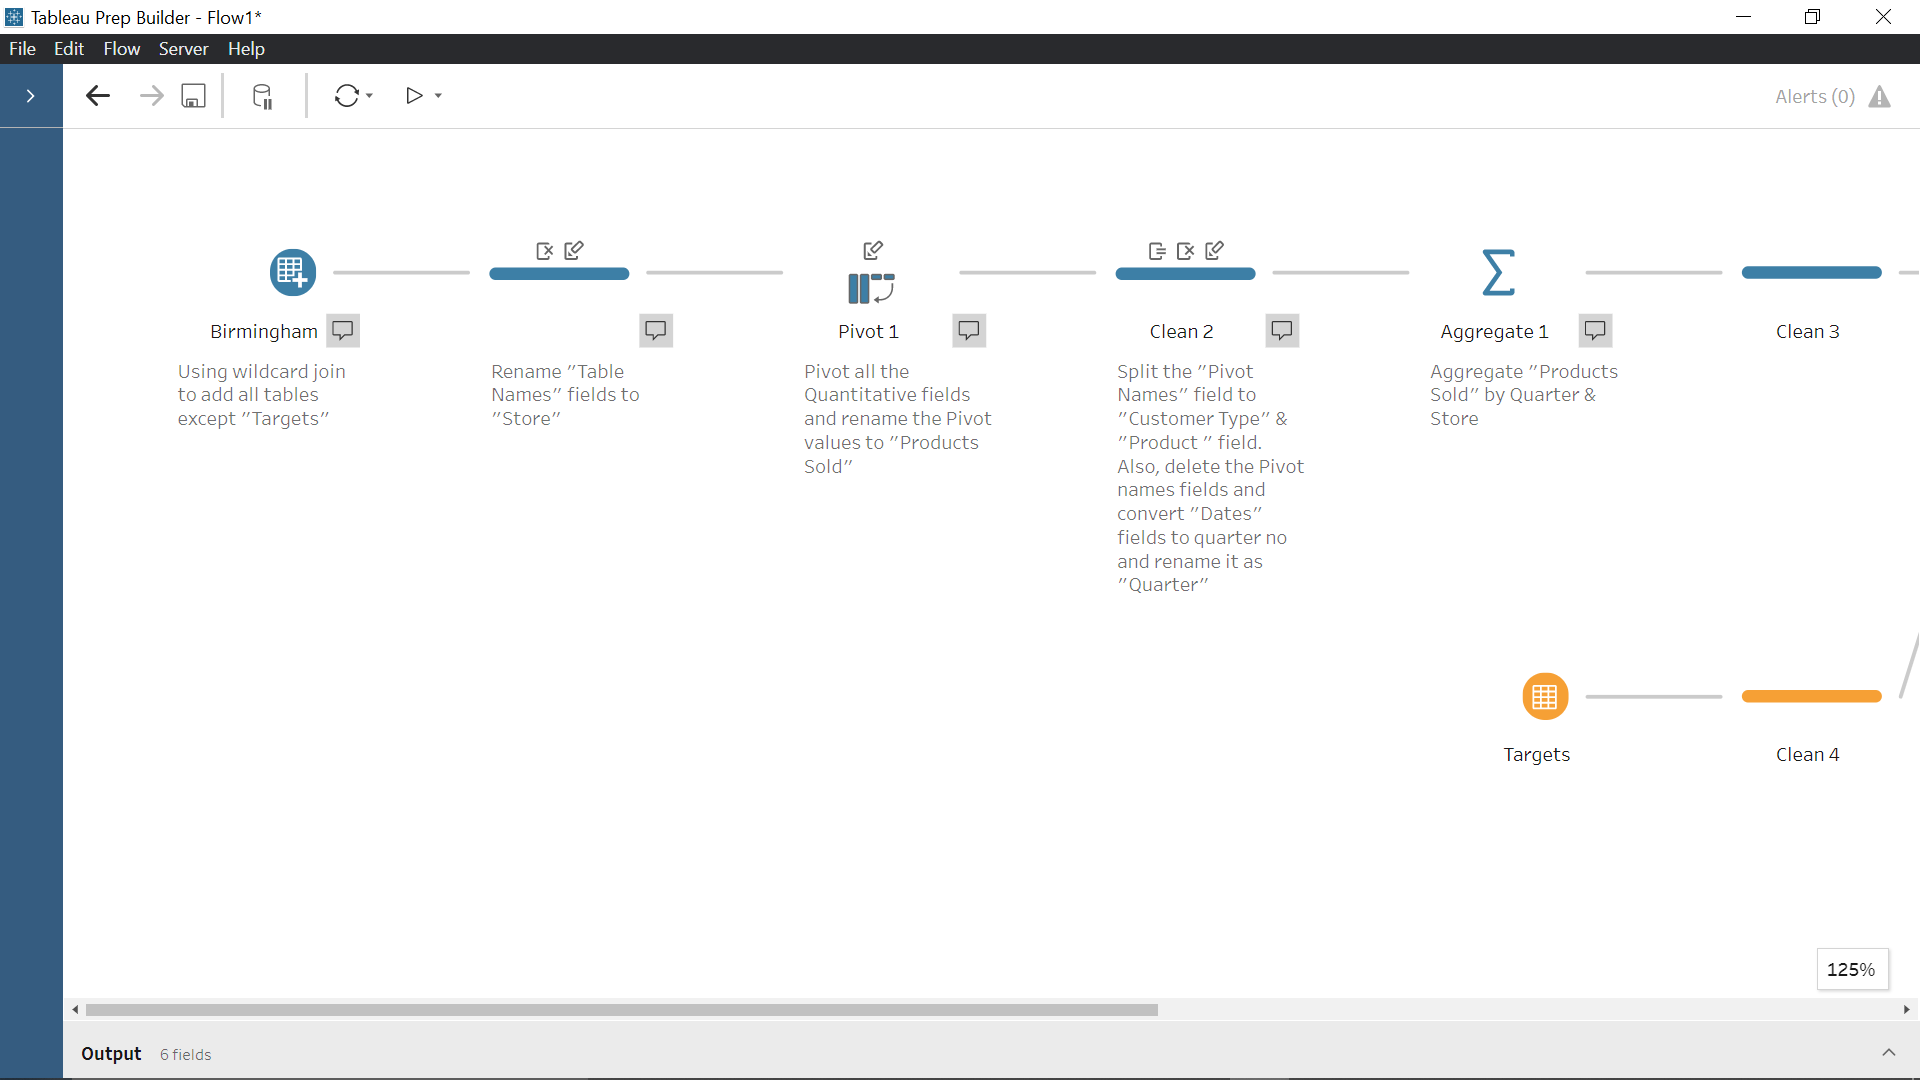 Tableau Prep Builder - Flow1*
File Edit Flow Server Help
Alerts (0)
Birmingham
Using wildcard join
to add all tables
except "Targets"
Rename "Table
Names" fields to
"Store"
Pivot 1
Pivot all the
Quantitative fields
and rename the Pivot
values to "Products
Sold"
Clean 2
Split the "Pivot
Names" field to
"Customer Type" &
"Product " field.
Also, delete the Pivot
names fields and
convert "Dates"
fields to quarter no
and rename it as
"Quarter"
Aggregate 1
Aggregate "Products
Sold" by Quarter &
Store
Clean 3
Targets
Clean 4
125%
Output 6 fields